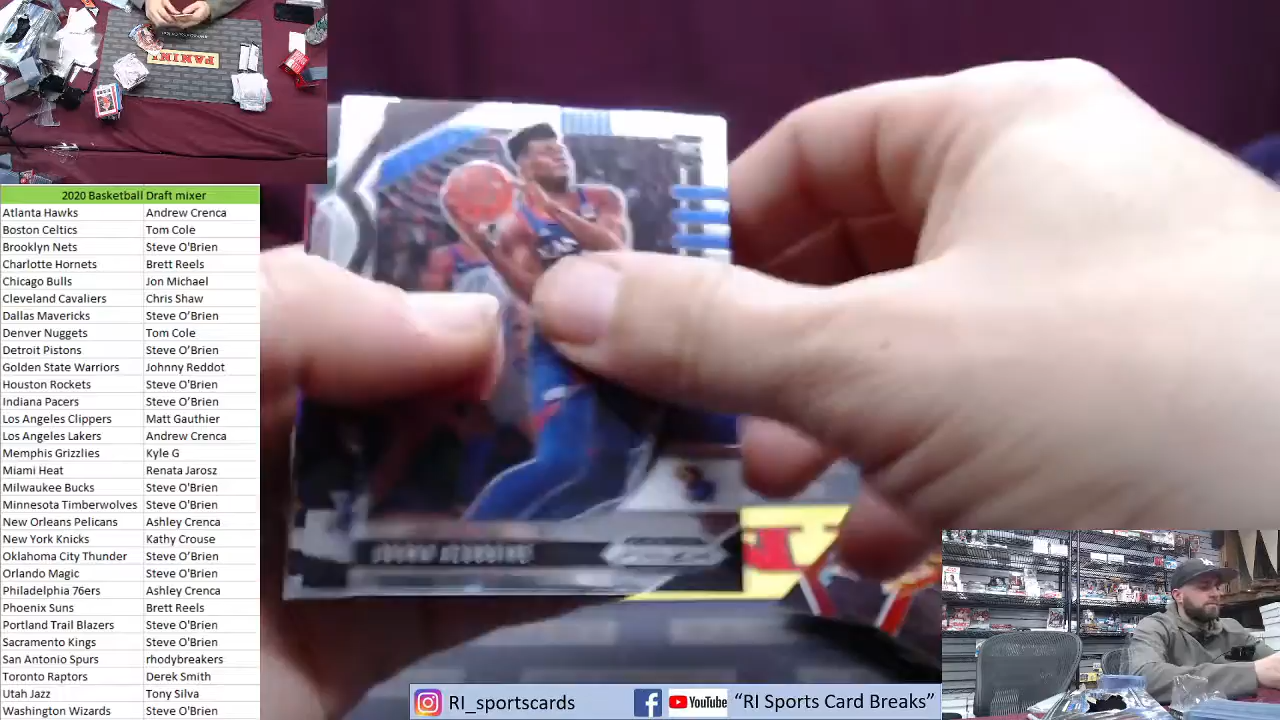 PANINI
2020 Basketball Draft mixer
Atlanta Hawks Andrew Crenca
Boston Celtics Tom Cole
Brooklyn Nets Steve O'Brien
Charlotte Hornets Brett Reels
Chicago Bulls Jon Michael
Cleveland Cavaliers Chris Shaw
Dallas Mavericks Steve O'Brien
Denver Nuggets Tom Cole
Detroit Pistons Steve O'Brien
Golden State Warriors Johnny Reddot
Houston Rockets Steve O'Brien
Indiana Pacers Steve O'Brien
Los Angeles Clippers Matt Gauthier
Los Angeles Lakers Andrew Crenca
Memphis Grizzlies Kyle G
Miami Heat Renata Jarosz
Milwaukee Bucks Steve O'Brien
Minnesota Timberwolves Steve O'Brien
New Orleans Pelicans Ashley Crenca
New York Knicks Kathy Crouse
Oklahoma City Thunder Steve O'Brien
Orlando Magic Steve O'Brien
Philadelphia 76ers Ashley Crenca
Phoenix Suns Brett Reels
Portland Trail Blazers Steve O'Brien
Sacramento Kings Steve O'Brien
San Antonio Spurs rhodybreakers
Toronto Raptors Derek Smith
Utah Jazz Tony Silva
Washington Wizards Steve O'Brien
RI_sportscards YouTube “RI Sports Card Breaks”